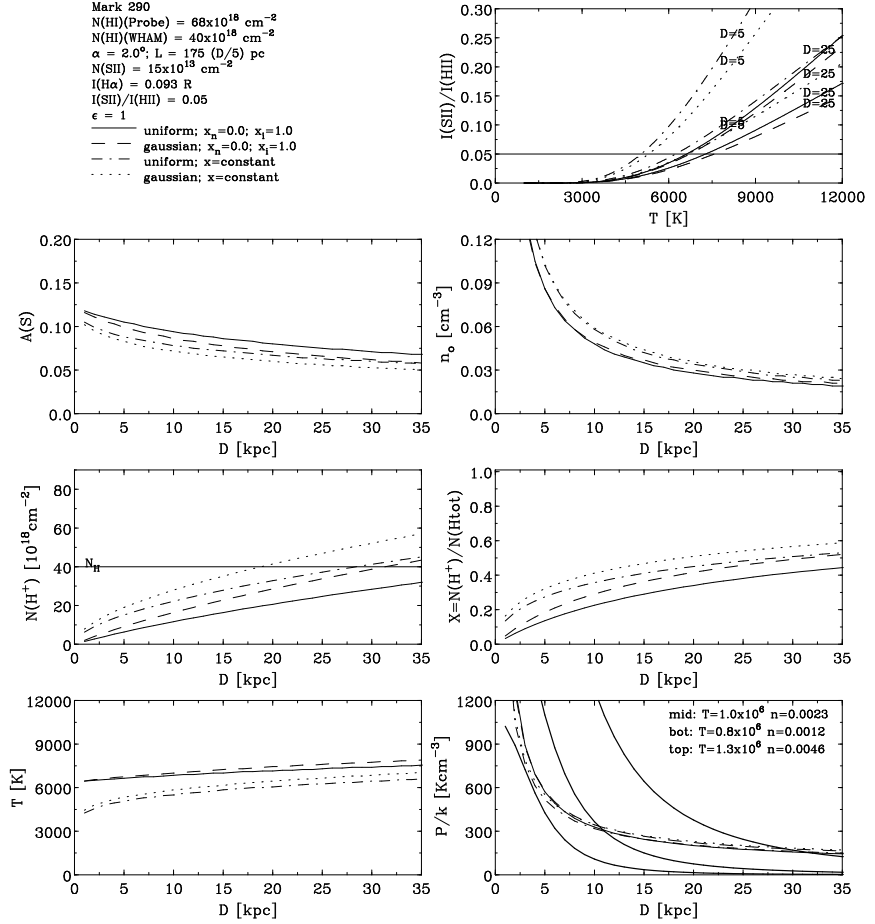 Mark 290
N(HI)(Probe) = 68x10¹⁸ cm⁻²
N(HI)(WHAM) = 40x10¹⁸ cm⁻²
α = 2.0°; L = 175 (D/5) pc
N(SII) = 15x10¹³ cm⁻²
I(Hα) = 0.093 R
I(SII)/I(HII) = 0.05
ϵ = 1
uniform; xₙ=0.0; xᵢ=1.0
gaussian; xₙ=0.0; xᵢ=1.0
uniform; x=constant
gaussian; x=constant
I(SII)/I(HII)
0.30
0.25
0.20
0.15
0.10
0.05
0.00
D=5
D=5
D=5
D=5
D=25
D=25
D=25
D=25
0 3000 6000 9000 12000
T [K]
A(S)
0.20
0.15
0.10
0.05
0.0
0 5 10 15 20 25 30 35
D [kpc]
nₒ [cm⁻³]
0.12
0.09
0.06
0.03
0.0
0 5 10 15 20 25 30 35
D [kpc]
N(H⁺) [10¹⁸cm⁻²]
80
60
40
20
0
N_H
0 5 10 15 20 25 30 35
D [kpc]
X=N(H⁺)/N(Htot)
1.0
0.8
0.6
0.4
0.2
0.0
0 5 10 15 20 25 30 35
D [kpc]
T [K]
12000
9000
6000
3000
0
0 5 10 15 20 25 30 35
D [kpc]
P/k [Kcm⁻³]
1200
900
600
300
0
mid: T=1.0x10⁶ n=0.0023
bot: T=0.8x10⁶ n=0.0012
top: T=1.3x10⁶ n=0.0046
0 5 10 15 20 25 30 35
D [kpc]